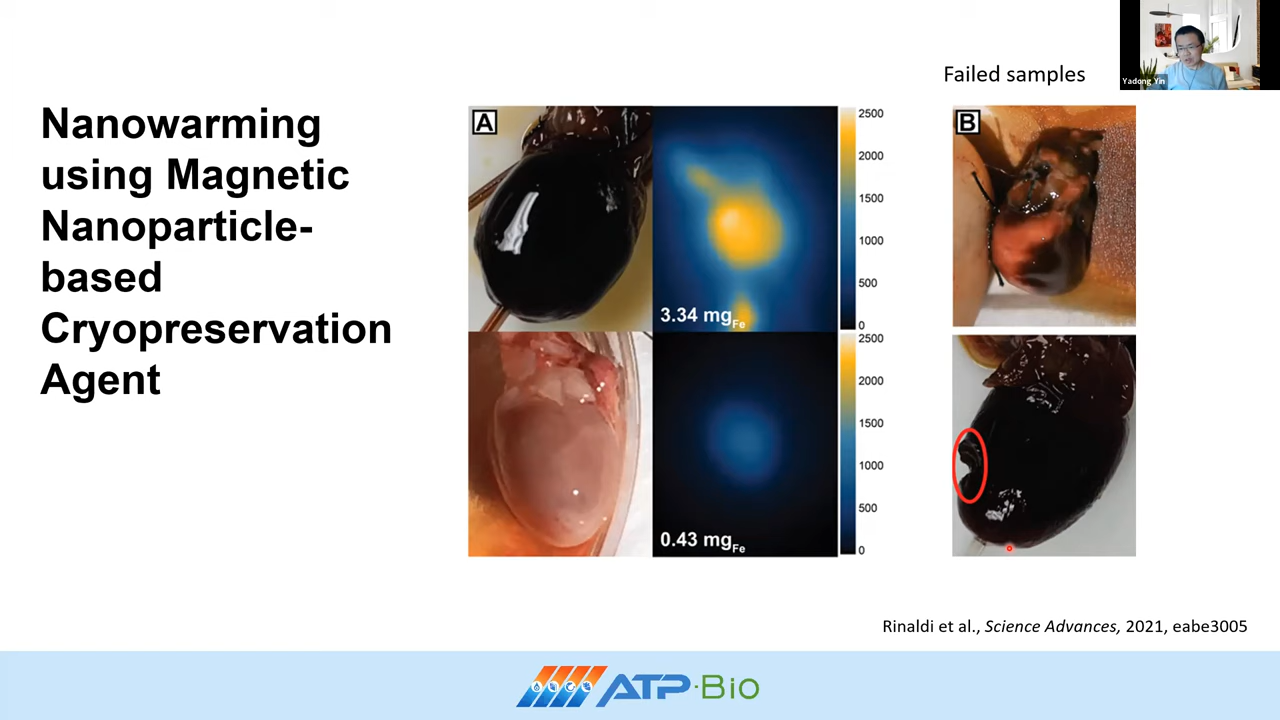 Yadong Yin
Failed samples
Nanowarming
using Magnetic
Nanoparticle-
based
Cryopreservation
Agent
A
3.34 mgFe
2500
2000
1500
1000
500
0
0.43 mgFe
2500
2000
1500
1000
500
0
B
Rinaldi et al., Science Advances, 2021, eabe3005
ATP·Bio